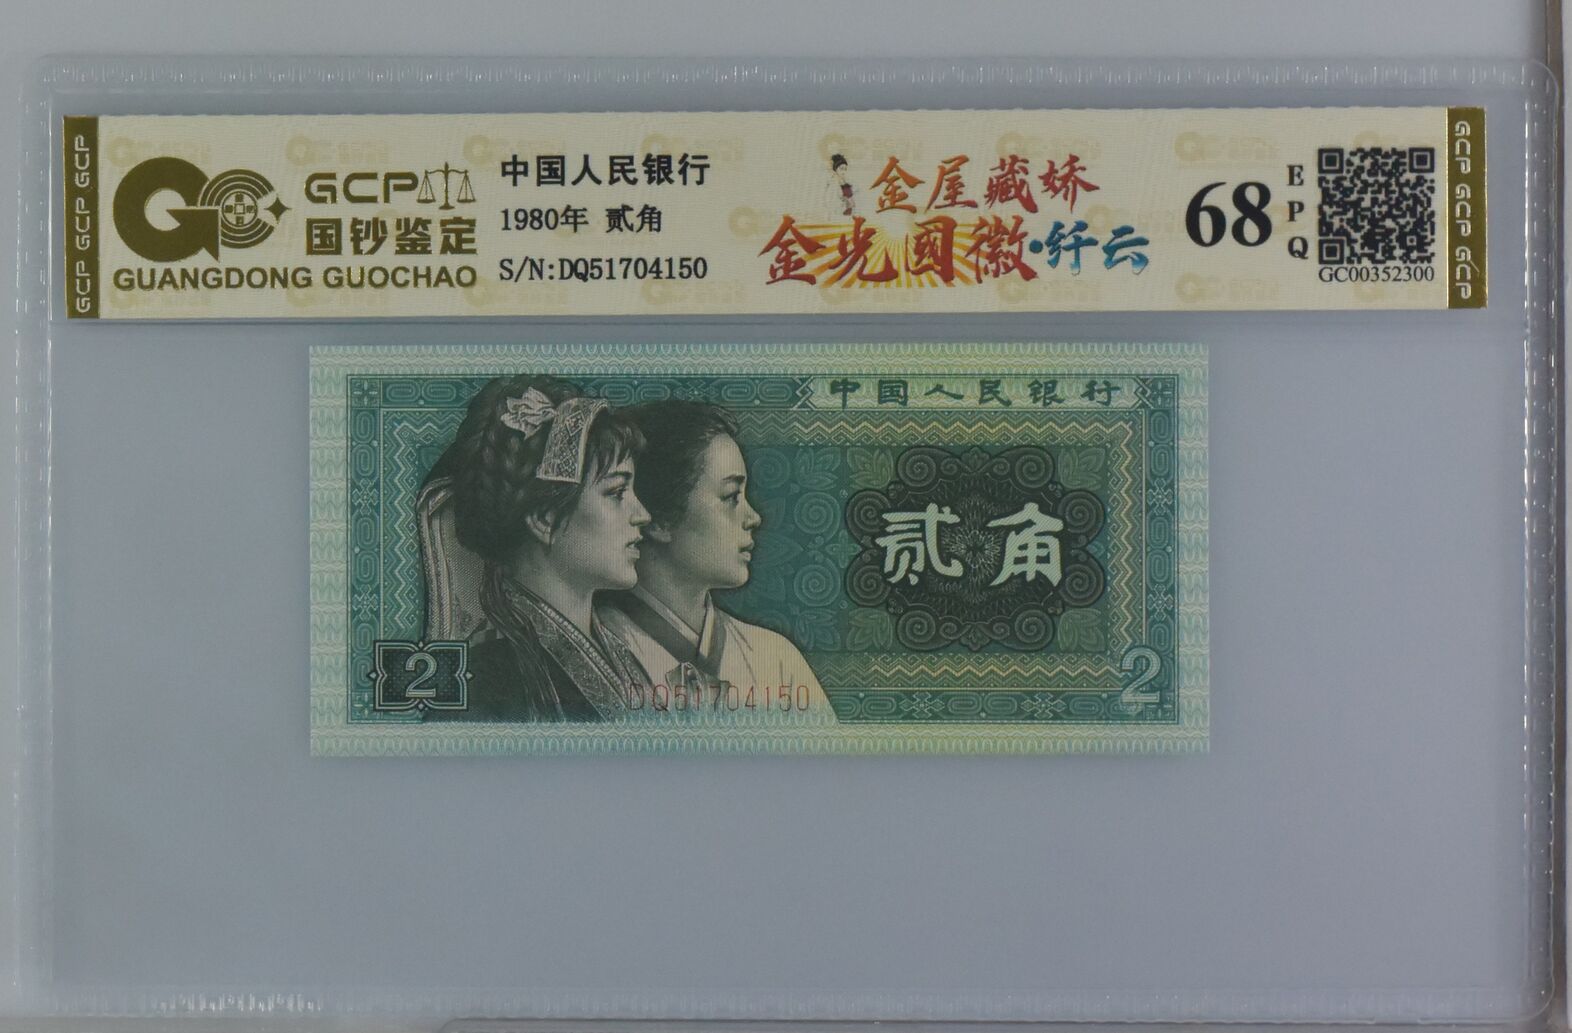 GCP GCP GCP
GCP
国钞鉴定
GUANGDONG GUOCHAO
中国人民银行
1980年 贰角
S/N:DQ51704150
金屋藏娇
金光國徽·纤云
68
EPQ
GC00352300
GCP GCP GCP
中国人民银行
贰角
2
2
DQ51704150